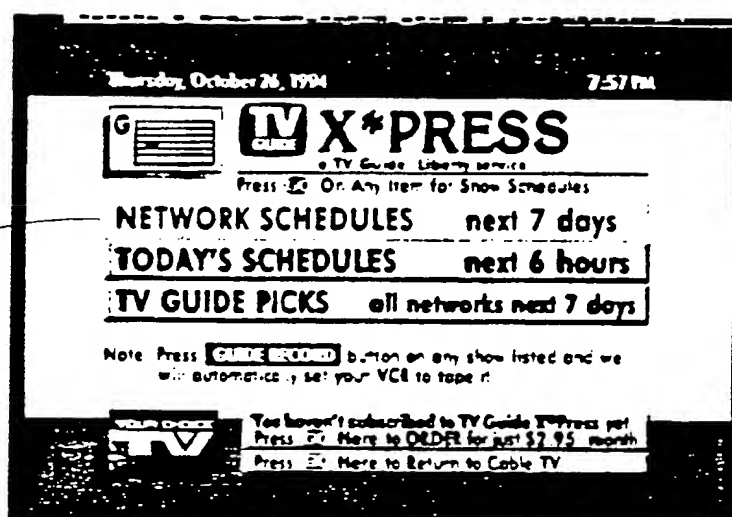 Thursday, October 26, 1994 7:57 PM
G TV GUIDE X*PRESS
a TV Guide Liberty service
Press On Any Item for Show Schedules
NETWORK SCHEDULES next 7 days
TODAY'S SCHEDULES next 6 hours
TV GUIDE PICKS all networks next 7 days
Note Press GUIDE RECORD button on any show listed and we
will automatically set your VCR to tape it
YOUR CHOICE TV
You haven't subscribed to TV Guide X*Press yet
Press Here to ORDER for just $2.95 month
Press Here to Return to Cable TV